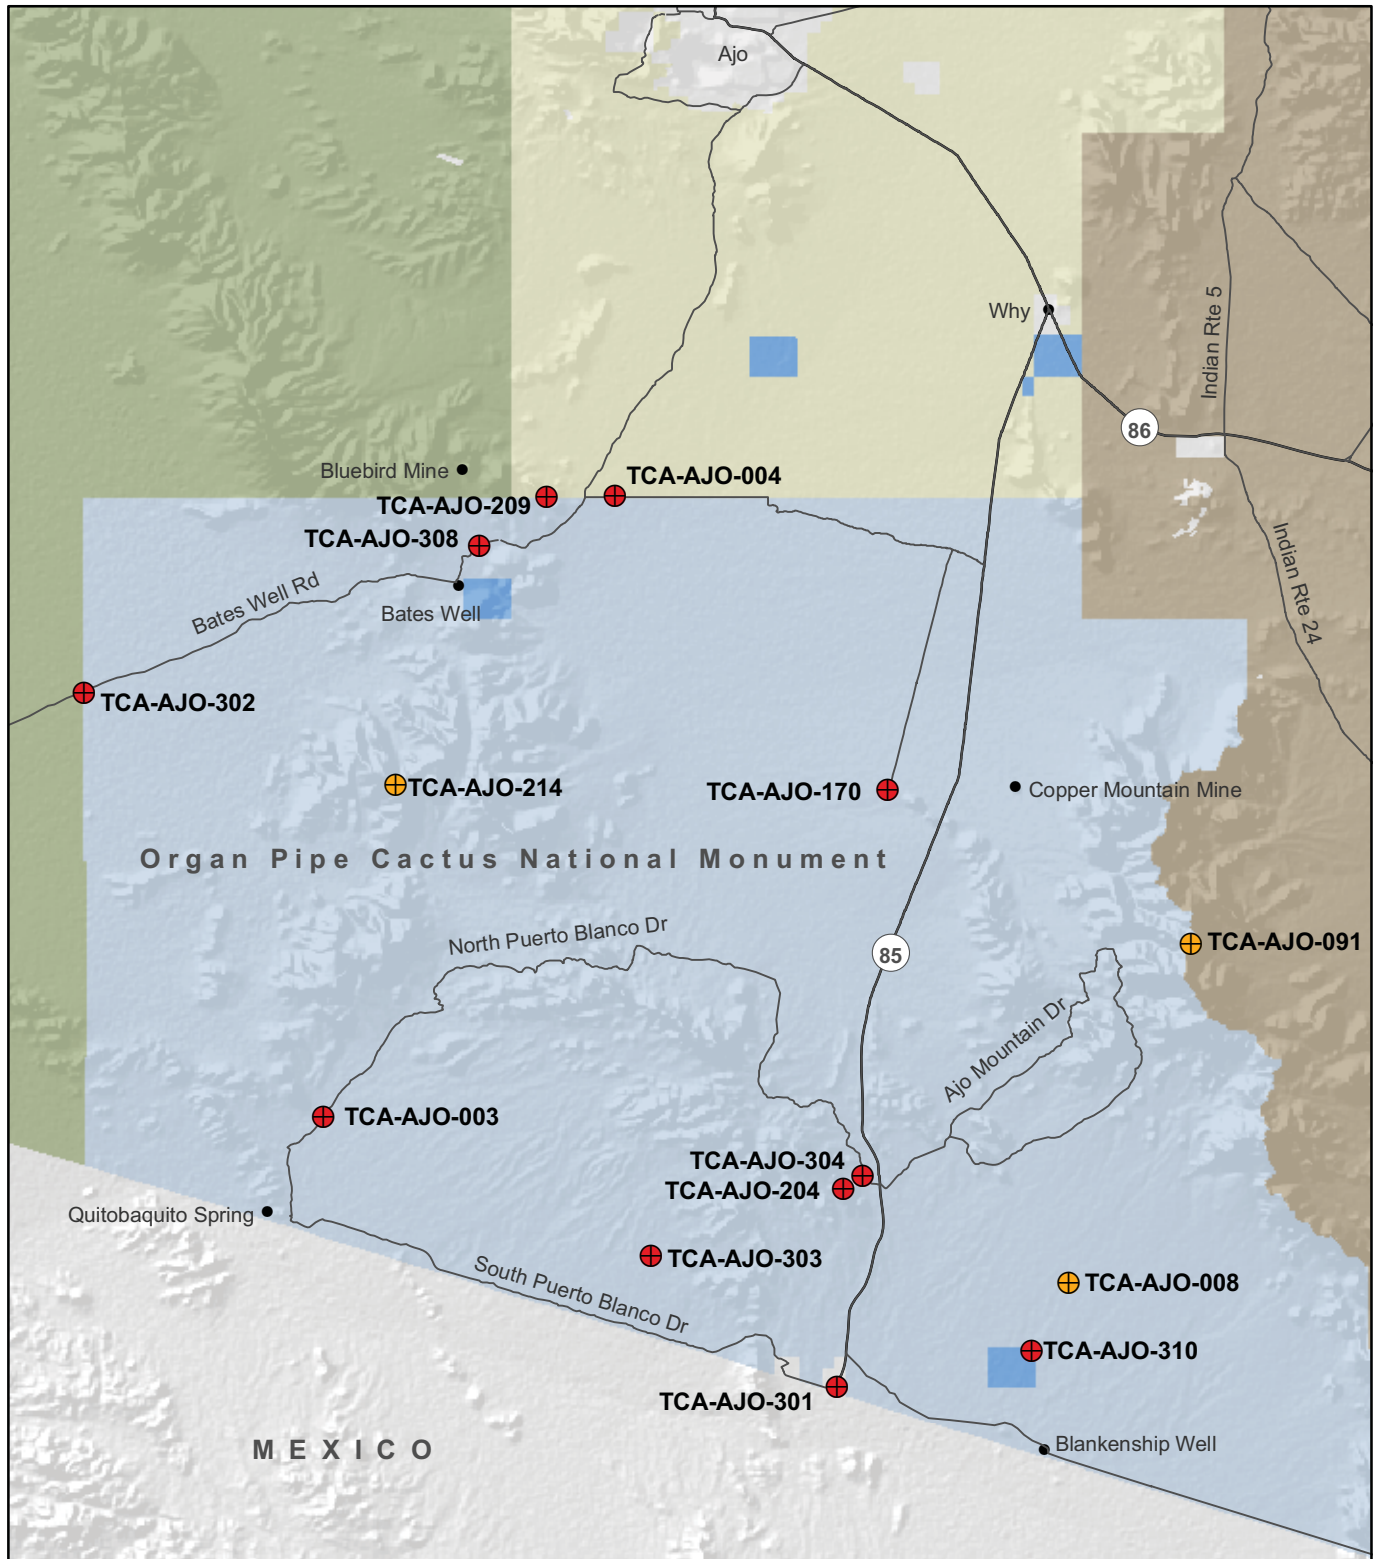 Ajo
Why
Indian Rte 5
86
Bluebird Mine
TCA-AJO-004
TCA-AJO-209
TCA-AJO-308
Indian Rte 24
Bates Well Rd
Bates Well
TCA-AJO-302
TCA-AJO-214
TCA-AJO-170
Copper Mountain Mine
Organ Pipe Cactus National Monument
North Puerto Blanco Dr
TCA-AJO-091
85
Ajo Mountain Dr
TCA-AJO-003
TCA-AJO-304
TCA-AJO-204
Quitobaquito Spring
TCA-AJO-303
South Puerto Blanco Dr
TCA-AJO-008
TCA-AJO-310
TCA-AJO-301
MEXICO
Blankenship Well